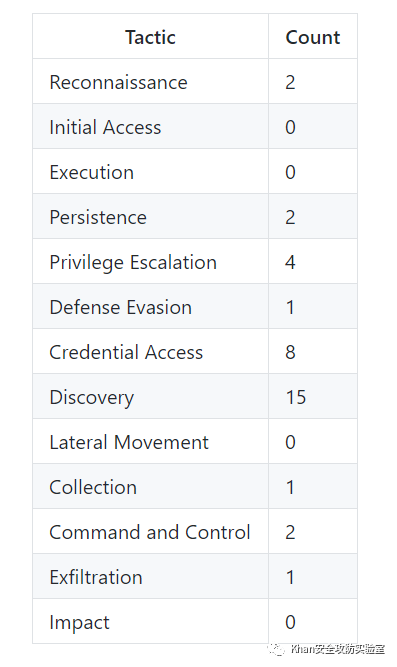 Tactic Count
Reconnaissance 2
Initial Access 0
Execution 0
Persistence 2
Privilege Escalation 4
Defense Evasion 1
Credential Access 8
Discovery 15
Lateral Movement 0
Collection 1
Command and Control 2
Exfiltration 1
Impact 0
Khan安全攻防实验室